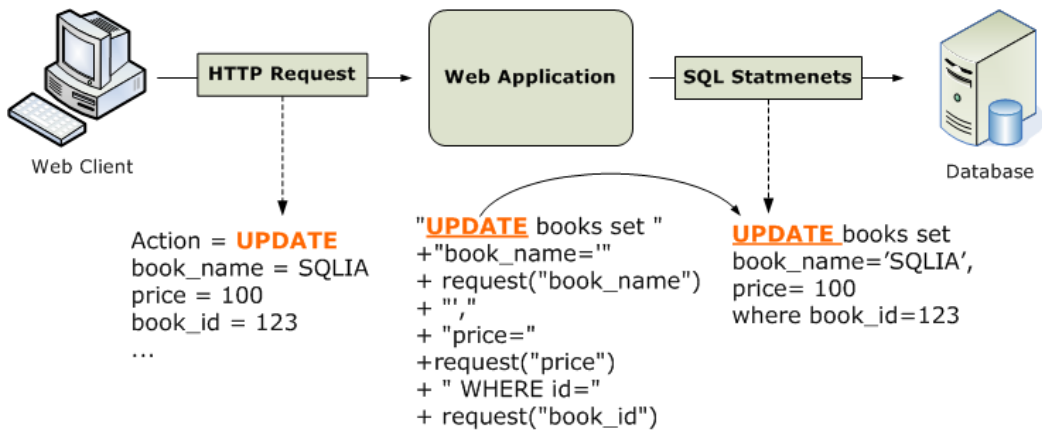 HTTP Request
Web Application
SQL Statmenets
Web Client
Database
Action = UPDATE
book_name = SQLIA
price = 100
book_id = 123
...
"UPDATE books set "
+"book_name='"
+ request("book_name")
+ "',"
+ "price="
+request("price")
+ " WHERE id="
+ request("book_id")
UPDATE books set
book_name=’SQLIA’,
price= 100
where book_id=123